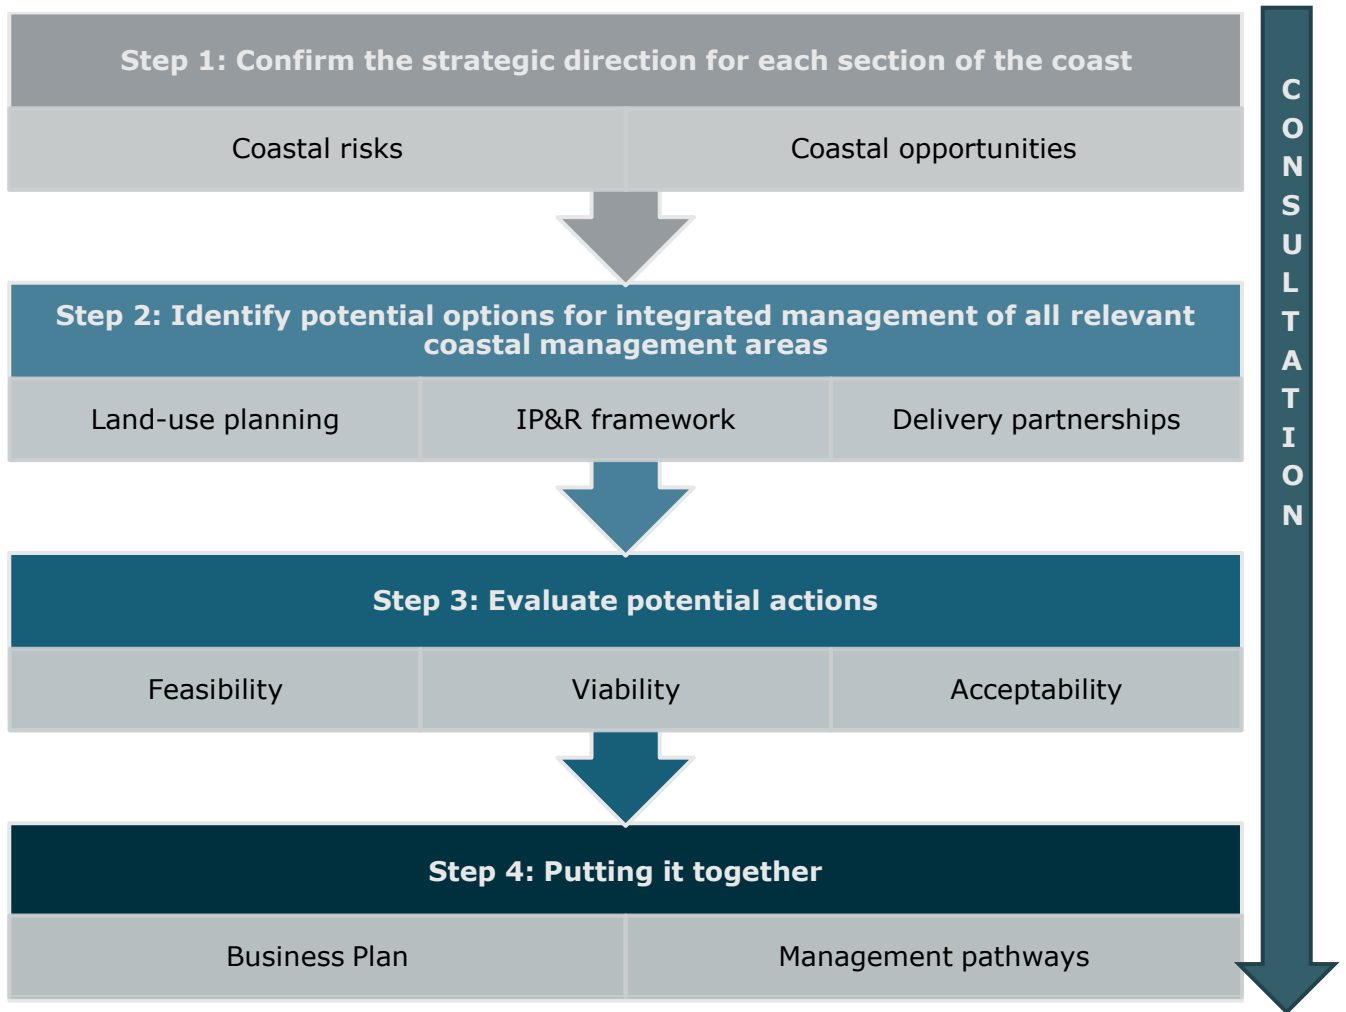 Step 1: Confirm the strategic direction for each section of the coast
Coastal risks
Coastal opportunities
Step 2: Identify potential options for integrated management of all relevant
coastal management areas
Land-use planning
IP&R framework
Delivery partnerships
Step 3: Evaluate potential actions
Feasibility
Viability
Acceptability
Step 4: Putting it together
Business Plan
Management pathways
CONSULTATION